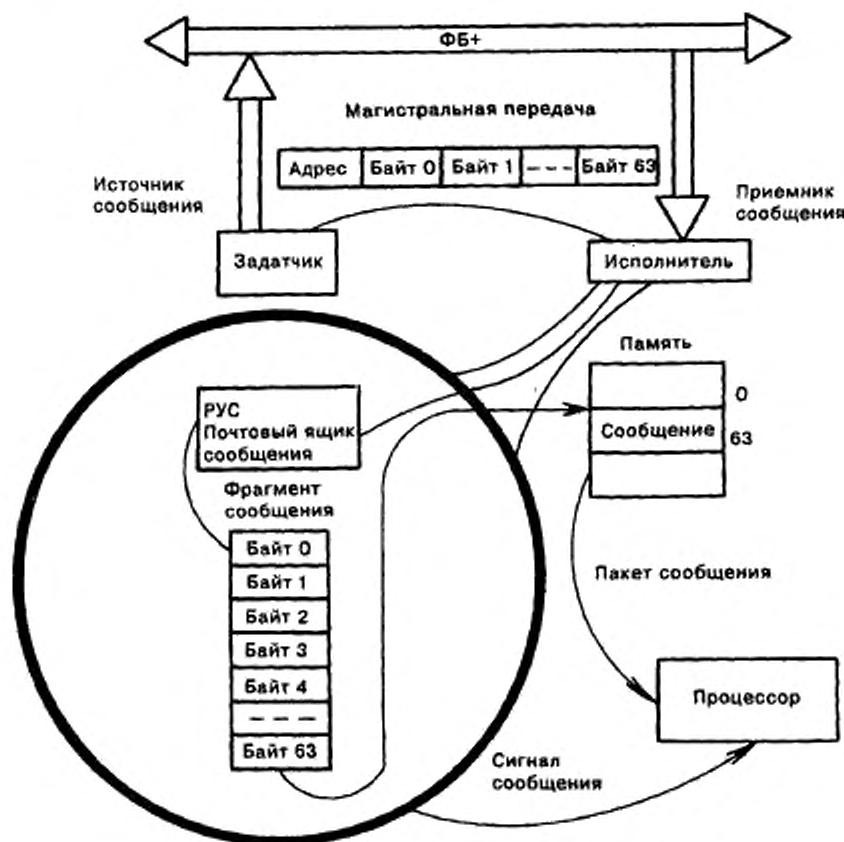 ФБ+
Магистральная передача
Адрес Байт 0 Байт 1 --- Байт 63
Источник
сообщения
Приемник
сообщения
Задатчик
Исполнитель
Память
0
Сообщение
63
РУС
Почтовый ящик
сообщения
Фрагмент
сообщения
Байт 0
Байт 1
Байт 2
Байт 3
Байт 4
---
Байт 63
Пакет сообщения
Процессор
Сигнал
сообщения